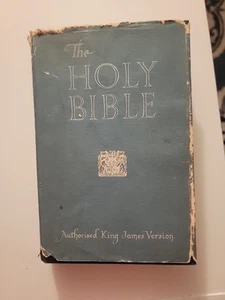 The
HOLY
BIBLE
Authorised King James Version